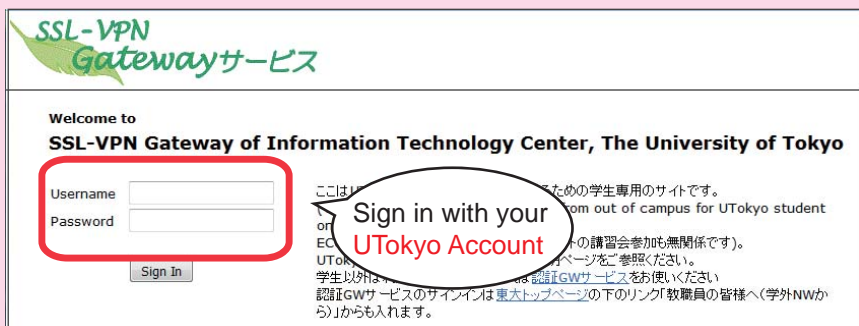 SSL-VPN
Gatewayサービス
Welcome to
SSL-VPN Gateway of Information Technology Center, The University of Tokyo
Username
Password
Sign In
Sign in with your
UTokyo Account
ここは
るための学生専用のサイトです。
from out of campus for UTokyo student
on
EC
トの講習会参加も無関係です)。
UTok
ページをご参照ください。
学生以外は
は認証GWサービスをお使いください
認証GWサービスのサインインは東大トップページの下のリンク「教職員の皆様へ(学外NWか
ら)」からも入れます。